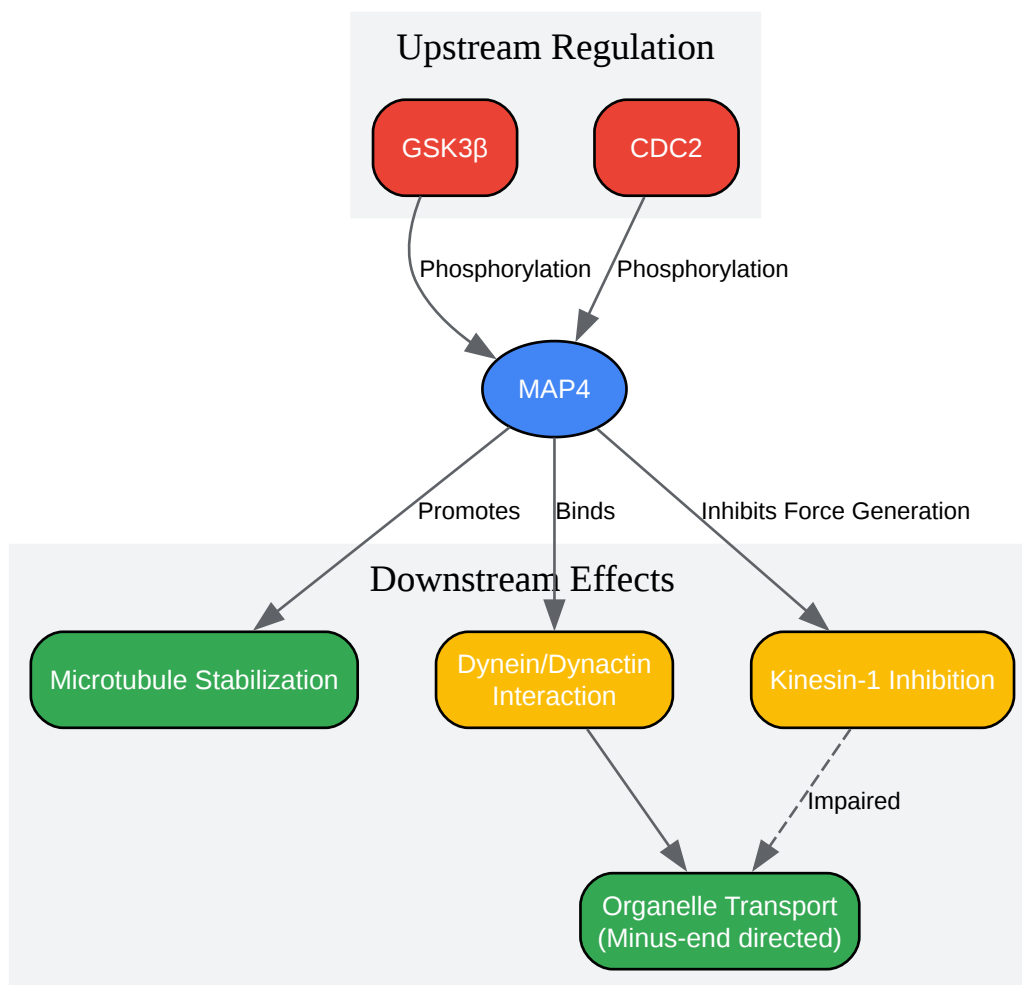 Upstream Regulation
GSK3β
CDC2
Phosphorylation
Phosphorylation
MAP4
Promotes
Binds
Inhibits Force Generation
Downstream Effects
Microtubule Stabilization
Dynein/Dynactin
Interaction
Kinesin-1 Inhibition
Impaired
Organelle Transport
(Minus-end directed)